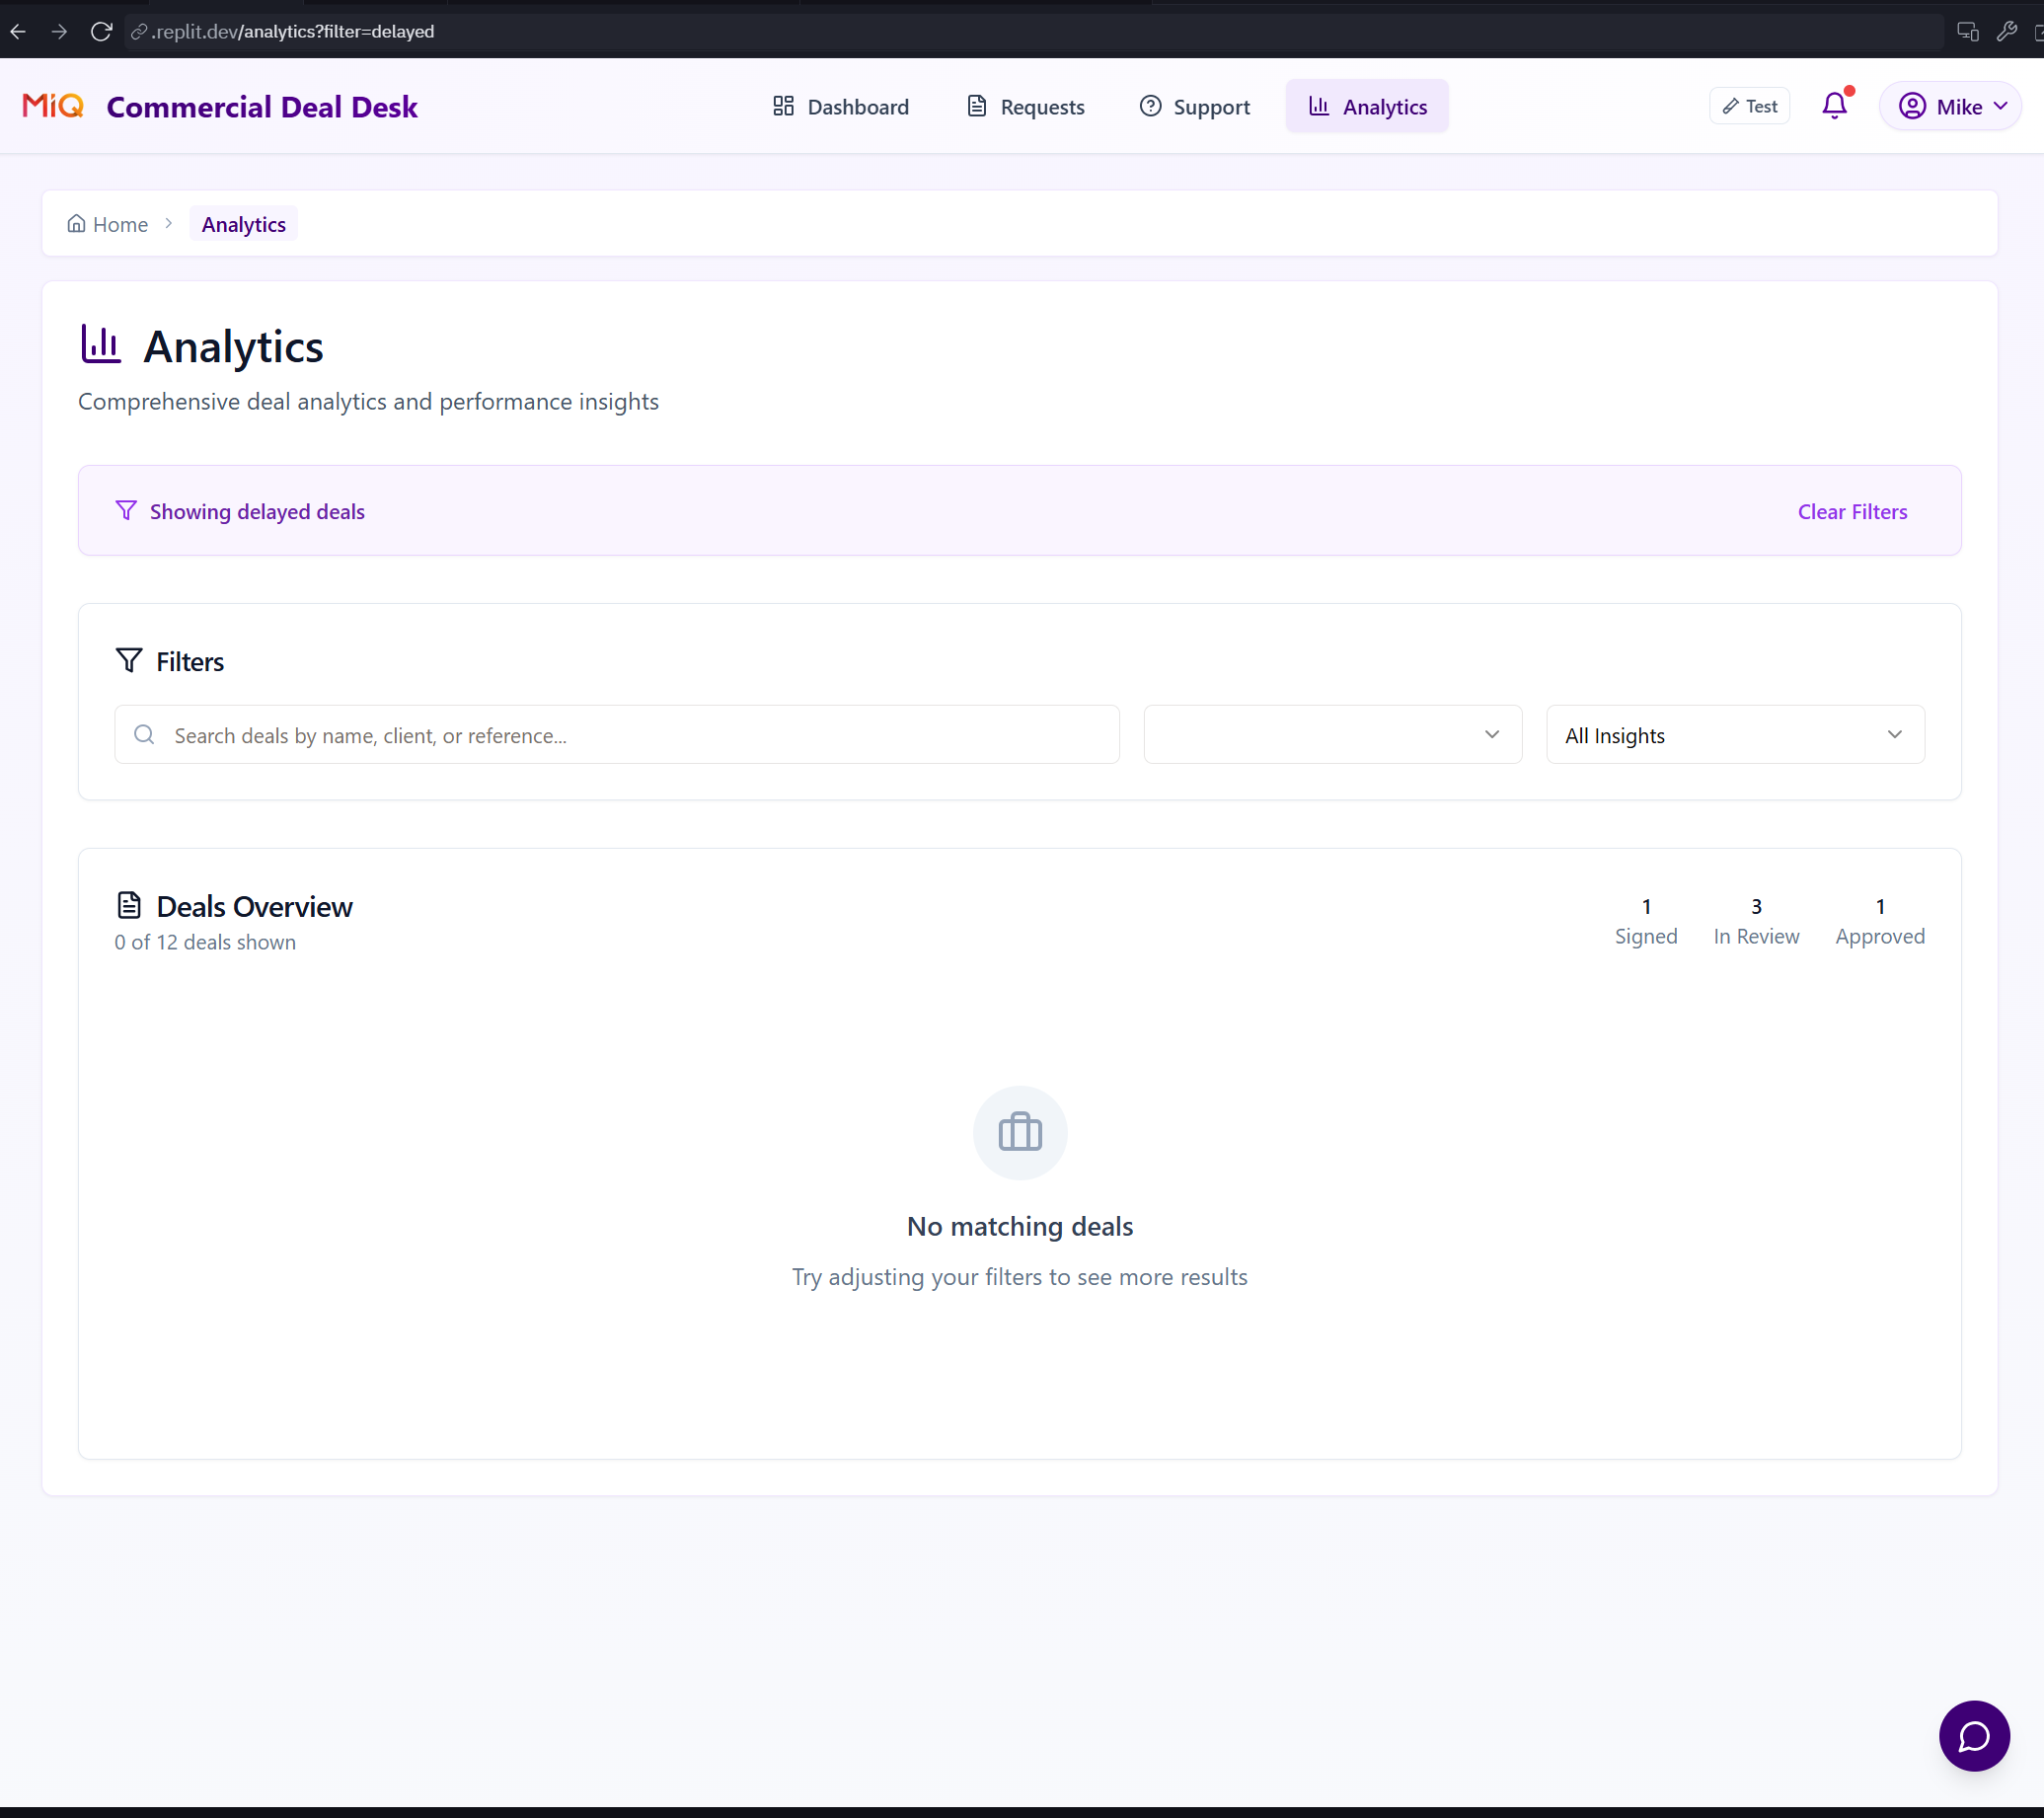 .replit.dev/analytics?filter=delayed
MiQ Commercial Deal Desk Dashboard Requests Support Analytics Test Mike
Home Analytics
Analytics
Comprehensive deal analytics and performance insights
Showing delayed deals Clear Filters
Filters
Search deals by name, client, or reference... All Insights
Deals Overview
0 of 12 deals shown
1 3 1
Signed In Review Approved
No matching deals
Try adjusting your filters to see more results